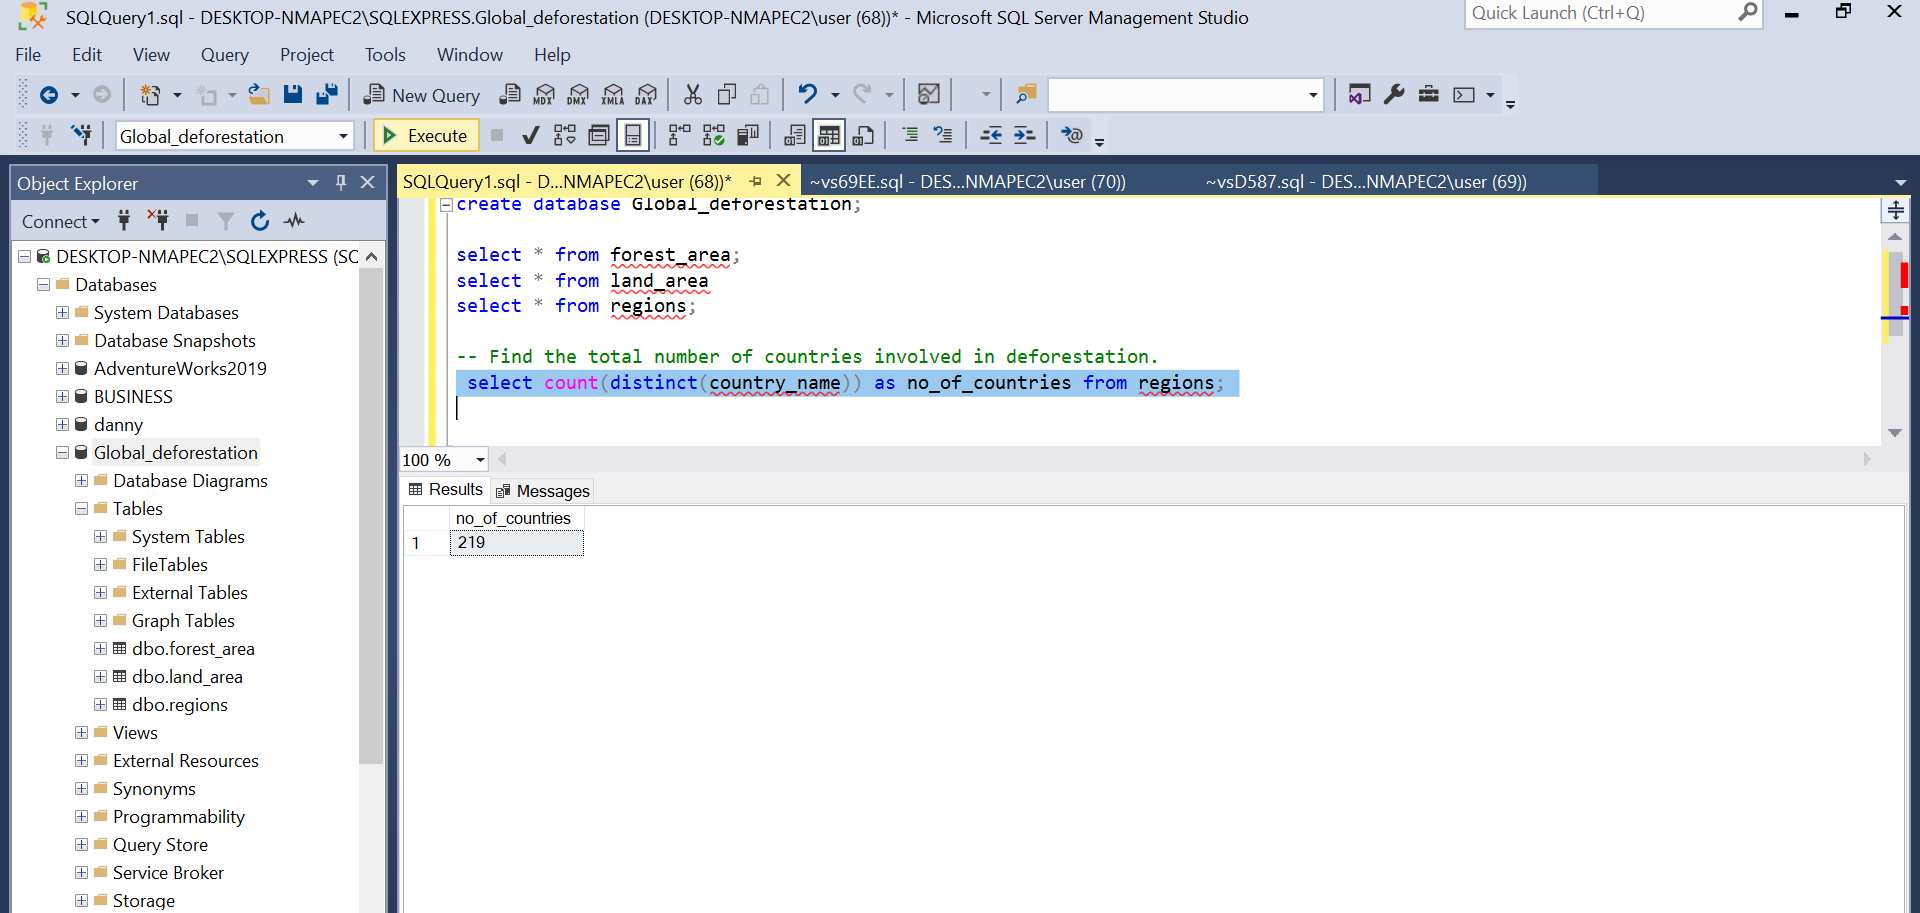 SQLQuery1.sql - DESKTOP-NMAPEC2\SQLEXPRESS.Global_deforestation (DESKTOP-NMAPEC2\user (68))* - Microsoft SQL Server Management Studio
Quick Launch (Ctrl+Q)
File Edit View Query Project Tools Window Help
New Query MDX DMX XMLA DAX
Global_deforestation Execute
Object Explorer
Connect
DESKTOP-NMAPEC2\SQLEXPRESS (SC
Databases
System Databases
Database Snapshots
AdventureWorks2019
BUSINESS
danny
Global_deforestation
Database Diagrams
Tables
System Tables
FileTables
External Tables
Graph Tables
dbo.forest_area
dbo.land_area
dbo.regions
Views
External Resources
Synonyms
Programmability
Query Store
Service Broker
Storage
SQLQuery1.sql - D...NMAPEC2\user (68))* ~vs69EE.sql - DES...NMAPEC2\user (70)) ~vsD587.sql - DES...NMAPEC2\user (69))
create database Global_deforestation;
select * from forest_area;
select * from land_area
select * from regions;
-- Find the total number of countries involved in deforestation.
select count(distinct(country_name)) as no_of_countries from regions;
100 %
Results Messages
no_of_countries
1 219